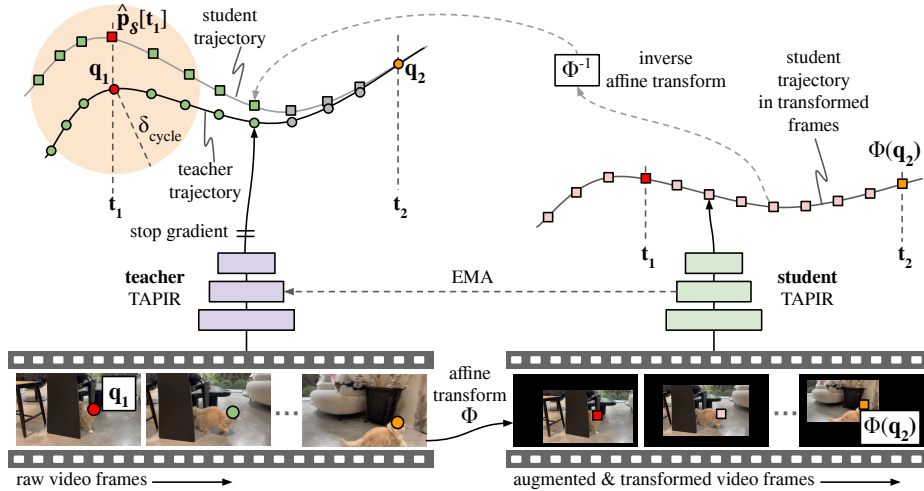 p̂_S[t₁]
student
trajectory
q₁
q₂
δ_cycle
teacher
trajectory
t₁
t₂
stop gradient
Φ⁻¹
inverse
affine transform
student
trajectory
in transformed
frames
Φ(q₂)
t₁
t₂
teacher
TAPIR
EMA
student
TAPIR
q₁
affine
transform
Φ
Φ(q₂)
raw video frames
augmented & transformed video frames